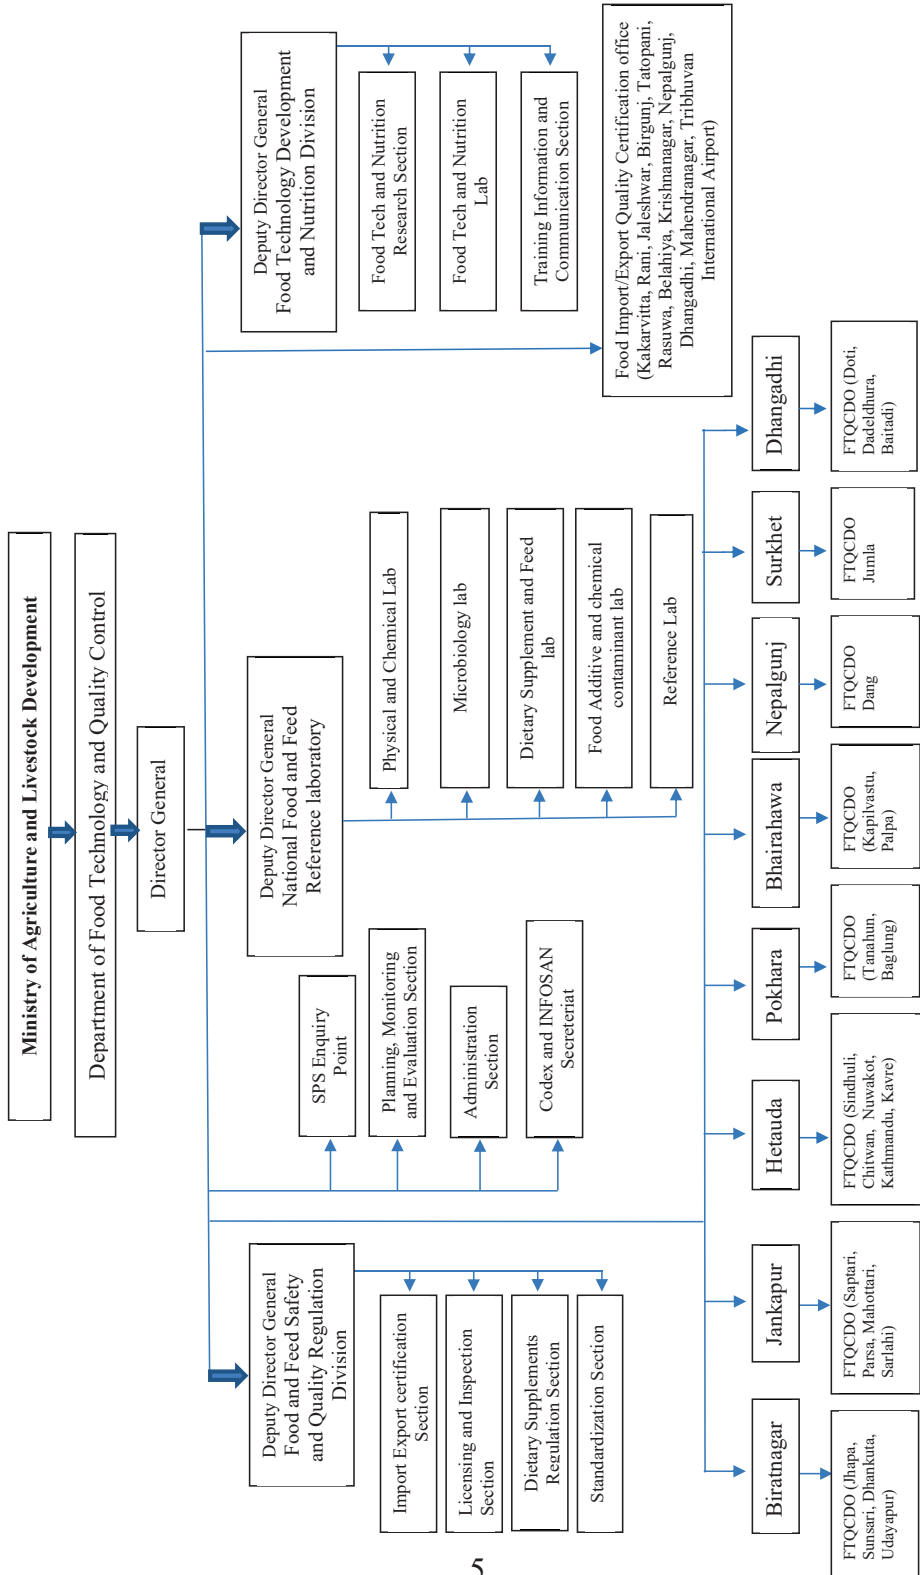 Ministry of Agriculture and Livestock Development
Department of Food Technology and Quality Control
Director General
Deputy Director General
Food and Feed Safety
and Quality Regulation
Division
Import Export certification
Section
Licensing and Inspection
Section
Dietary Supplements
Regulation Section
Standardization Section
SPS Enquiry
Point
Planning, Monitoring
and Evaluation Section
Administration
Section
Codex and INFOSAN
Secreteriat
Deputy Director General
National Food and Feed
Reference laboratory
Physical and Chemical Lab
Microbiology lab
Dietary Supplement and Feed
lab
Food Additive and chemical
contaminant lab
Reference Lab
Deputy Director General
Food Technology Development
and Nutrition Division
Food Tech and Nutrition
Research Section
Food Tech and Nutrition
Lab
Training Information and
Communication Section
Food Import/Export Quality Certification office
(Kakarvitta, Rani, Jaleshwar, Birgunj, Tatopani,
Rasuwa, Belahiya, Krishnanagar, Nepalgunj,
Dhangadhi, Mahendranagar, Tribhuvan
International Airport)
Biratnagar
FTQCDO (Jhapa,
Sunsari, Dhankuta,
Udayapur)
Jankapur
FTQCDO (Saptari,
Parsa, Mahottari,
Sarlahi)
Hetauda
FTQCDO (Sindhuli,
Chitwan, Nuwakot,
Kathmandu, Kavre)
Pokhara
FTQCDO
(Tanahun,
Baglung)
Bhairahawa
FTQCDO
(Kapilvastu,
Palpa)
Nepalgunj
FTQCDO
Dang
Surkhet
FTQCDO
Jumla
Dhangadhi
FTQCDO (Doti,
Dadeldhura,
Baitadi)
5